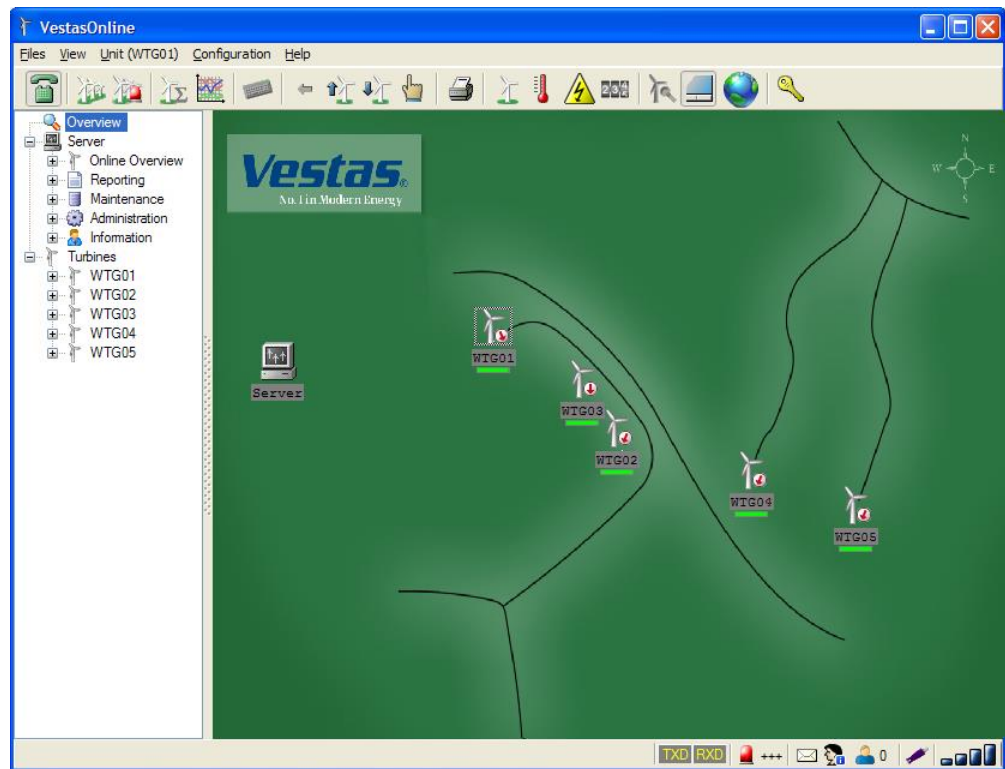 VestasOnline
Files View Unit (WTG01) Configuration Help
Overview
Server
Online Overview
Reporting
Maintenance
Administration
Information
Turbines
WTG01
WTG02
WTG03
WTG04
WTG05
Vestas®
No. 1 in Modern Energy
N
W E
S
WTG01
Server
WTG03
WTG02
WTG04
WTG05
TXD RXD +++ 0